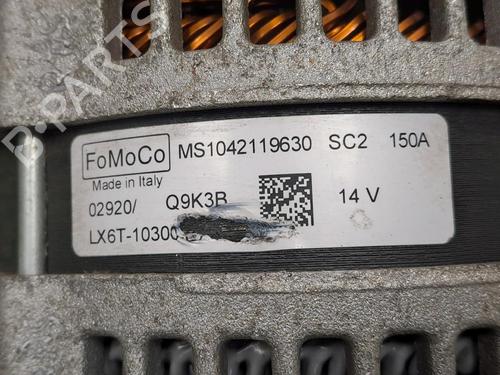 FoMoCo MS1042119630 SC2 150A
Made in Italy
02920/ Q9K3B 14 V
LX6T-10300
B-PARTS